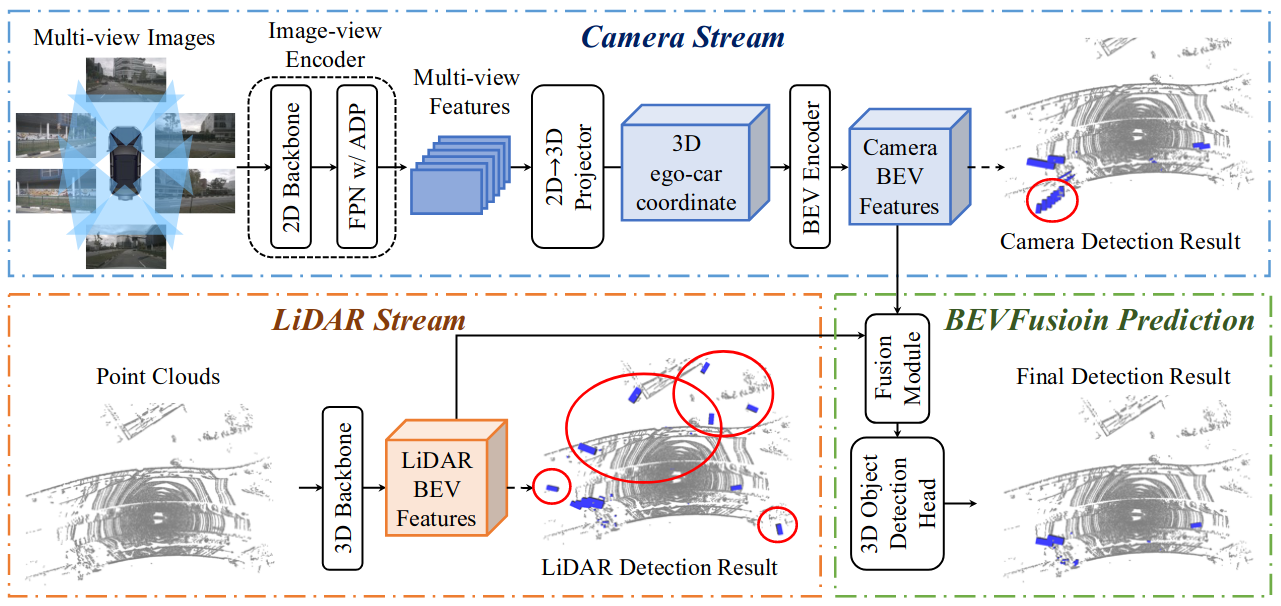 Camera Stream
Multi-view Images
Image-view
Encoder
2D Backbone
FPN w/ ADP
Multi-view
Features
2D→3D
Projector
3D
ego-car
coordinate
BEV Encoder
Camera
BEV
Features
Camera Detection Result
LiDAR Stream
Point Clouds
3D Backbone
LiDAR
BEV
Features
LiDAR Detection Result
BEVFusioin Prediction
Fusion
Module
3D Object
Detection
Head
Final Detection Result